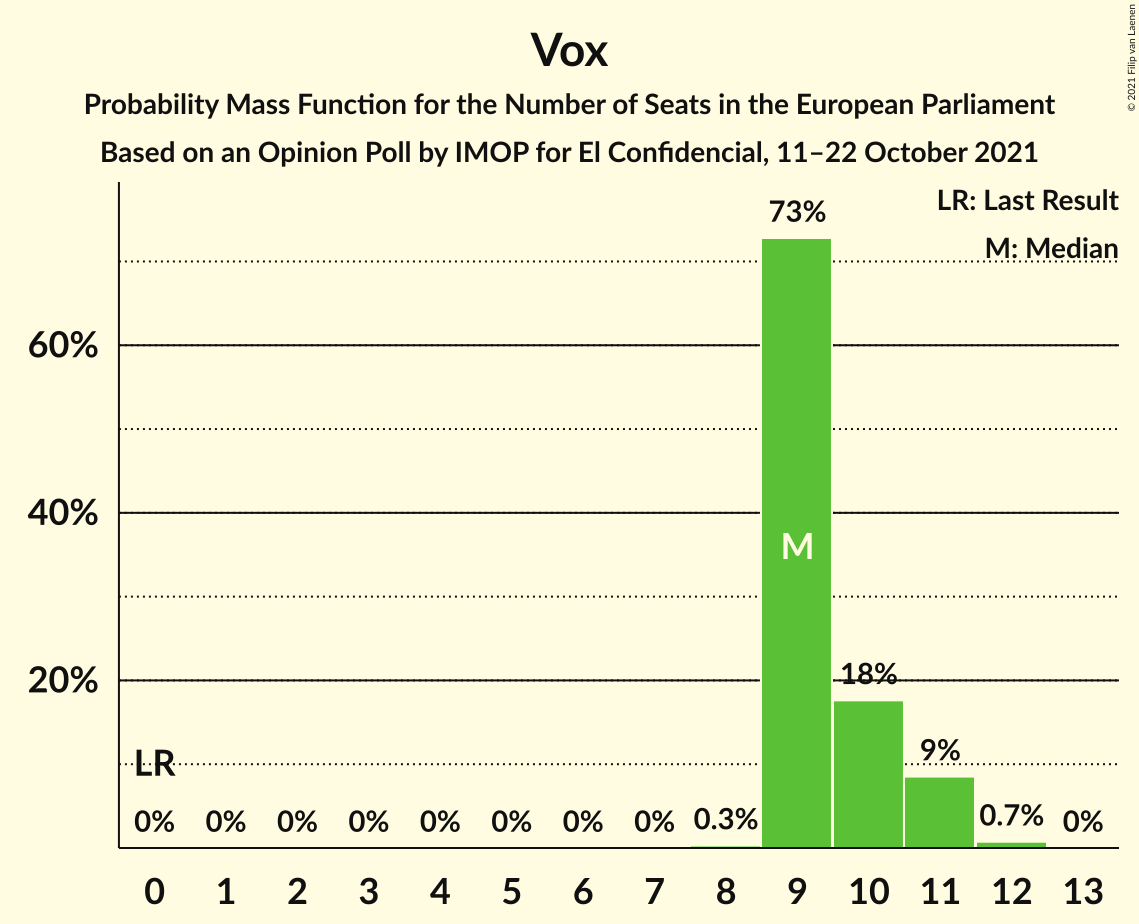 Vox
Probability Mass Function for the Number of Seats in the European Parliament
Based on an Opinion Poll by IMOP for El Confidencial, 11–22 October 2021
© 2021 Filip van Laenen
LR: Last Result
M: Median
60%
40%
20%
73%
M
18%
9%
LR
0% 0% 0% 0% 0% 0% 0% 0% 0.3% 0.7% 0%
0 1 2 3 4 5 6 7 8 9 10 11 12 13